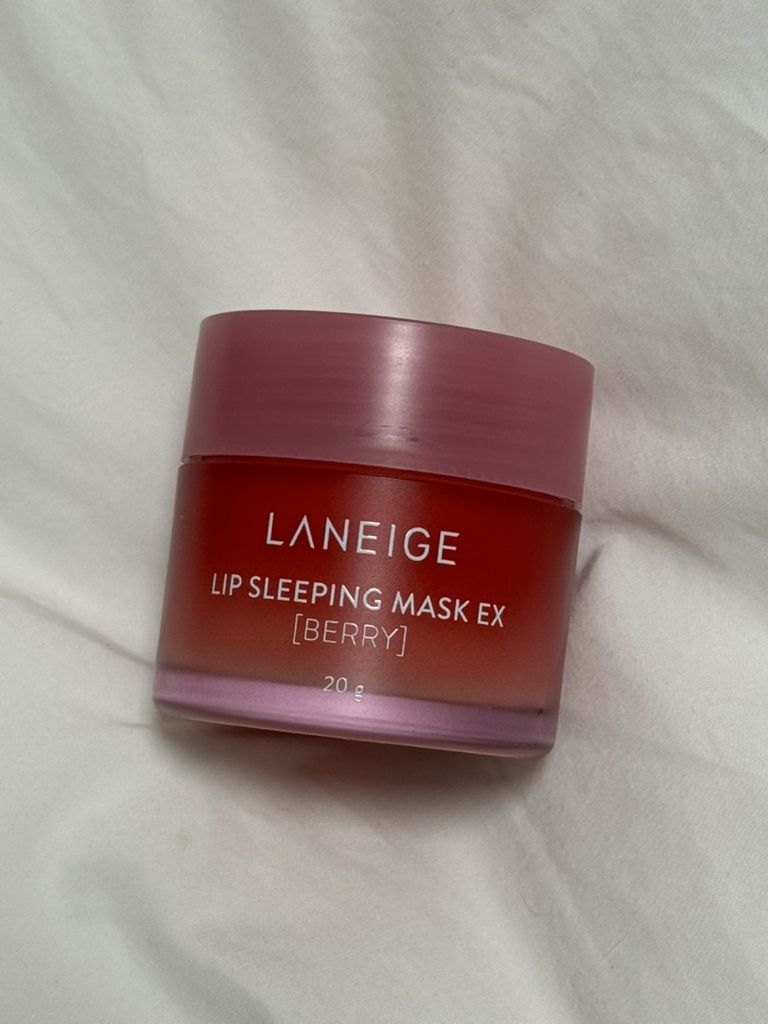 LANEIGE
LIP SLEEPING MASK EX
[BERRY]
20 g